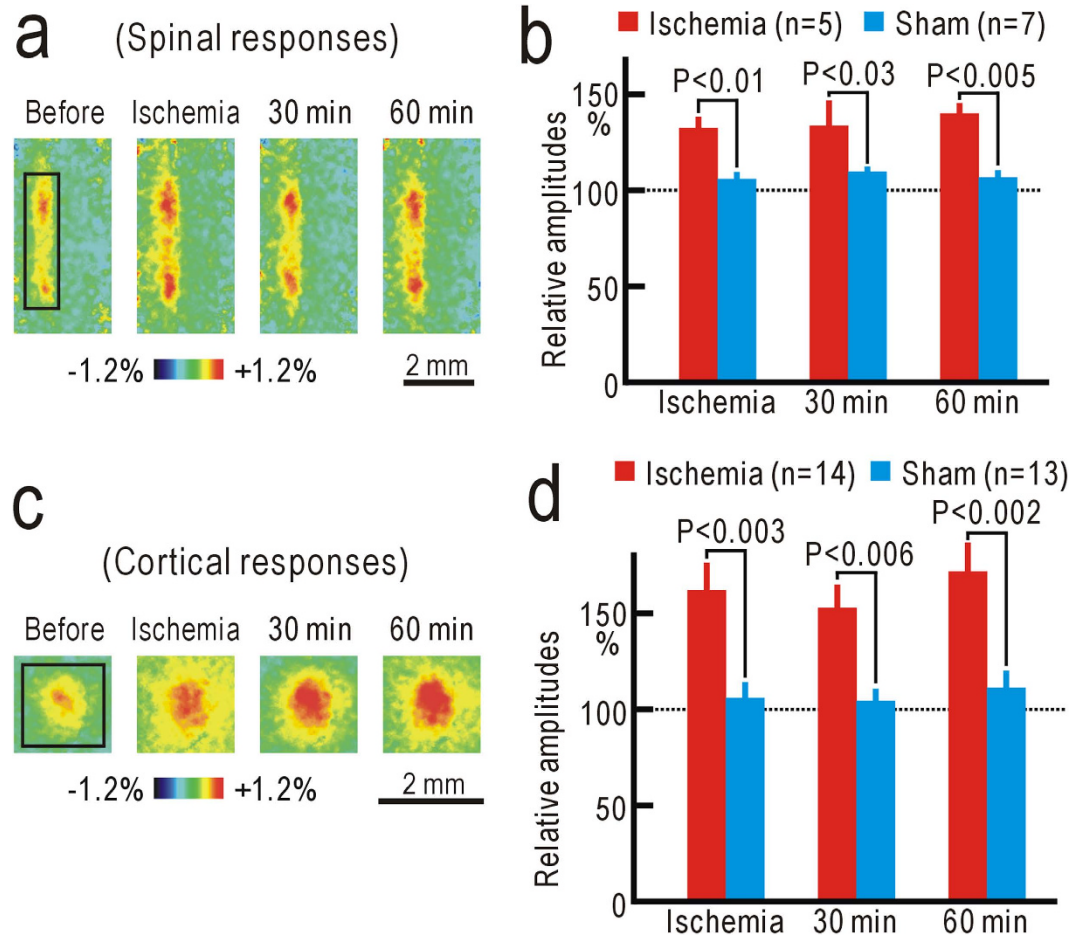 a (Spinal responses)
Before Ischemia 30 min 60 min
-1.2% +1.2% 2 mm
b
Ischemia (n=5) Sham (n=7)
P<0.01 P<0.03 P<0.005
Relative amplitudes
150
%
100
50
0
Ischemia 30 min 60 min
c
(Cortical responses)
Before Ischemia 30 min 60 min
-1.2% +1.2% 2 mm
d
Ischemia (n=14) Sham (n=13)
P<0.003 P<0.006 P<0.002
Relative amplitudes
150
%
100
50
0
Ischemia 30 min 60 min